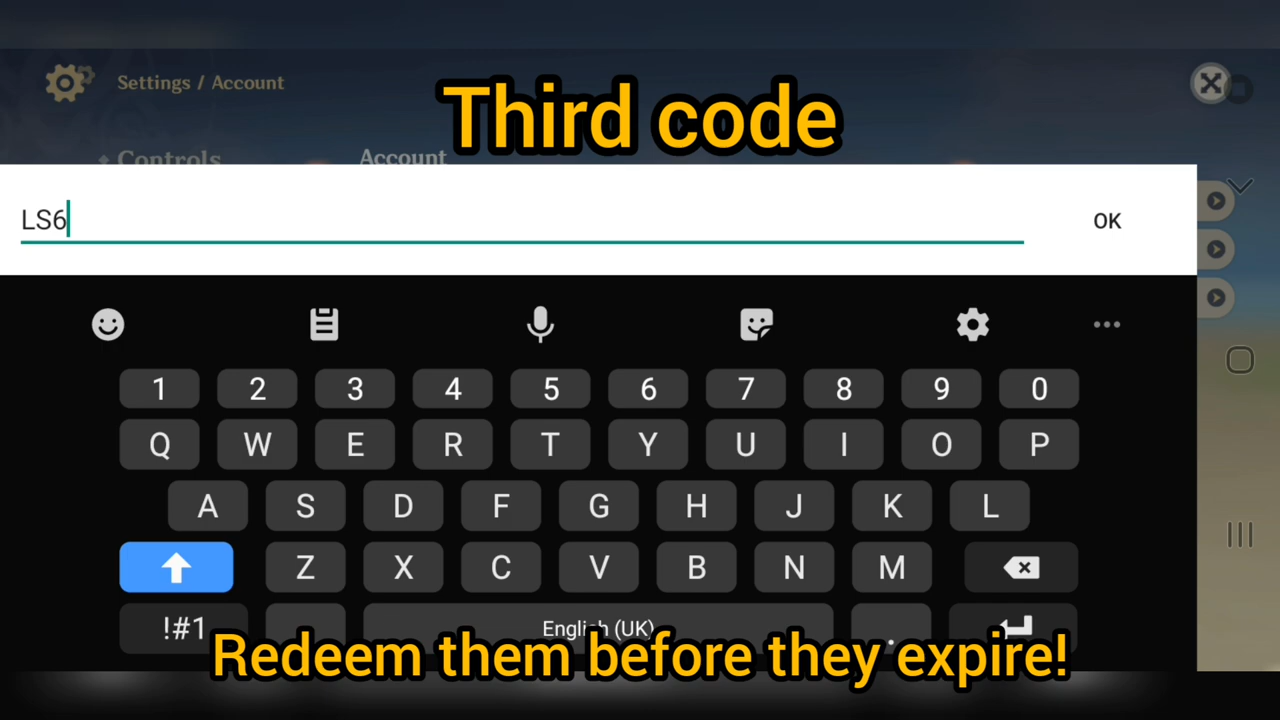 Settings / Account
Third code
Controls
Account
LS6
OK
1 2 3 4 5 6 7 8 9 0
Q W E R T Y U I O P
A S D F G H J K L
Z X C V B N M
!#1
English (UK)
.
Redeem them before they expire!